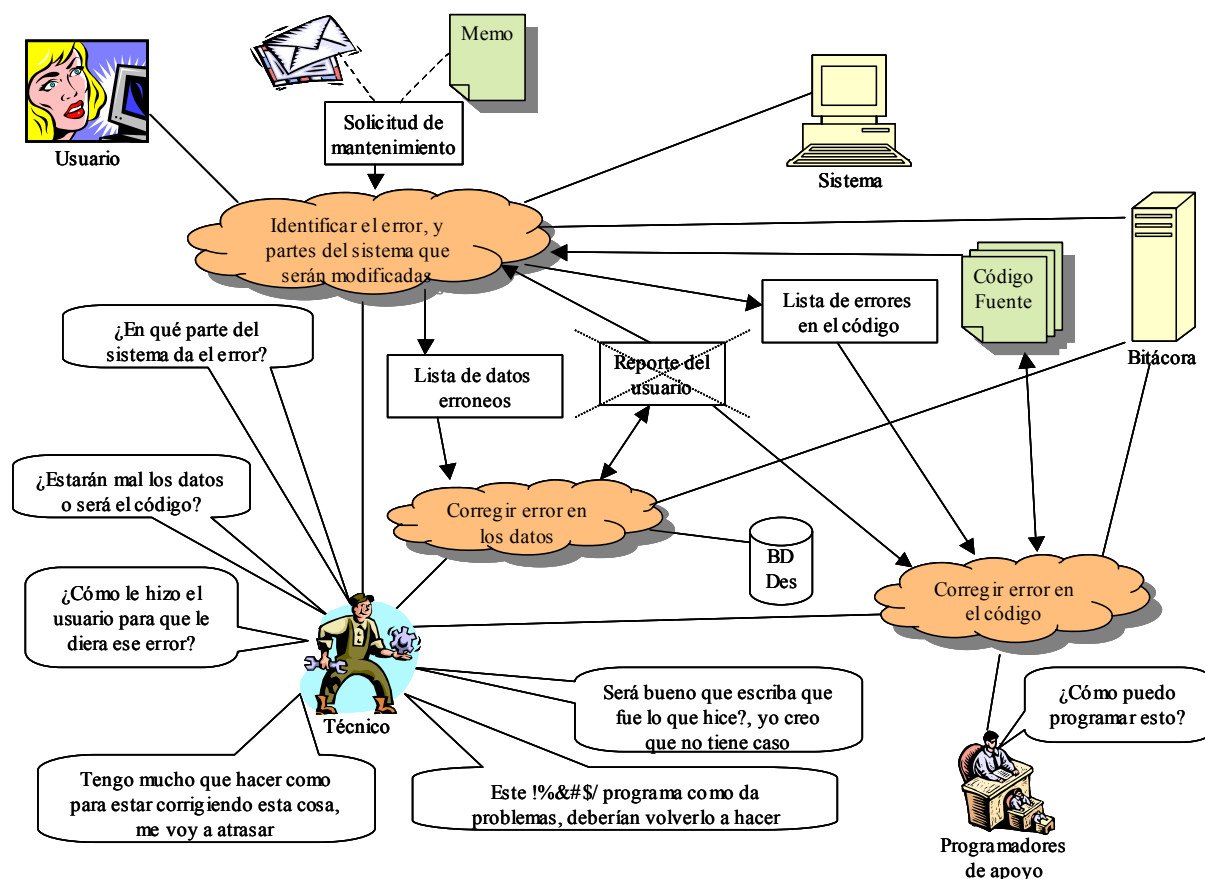 Memo
Solicitud de
mantenimiento
Usuario
Sistema
Identificar el error, y
partes del sistema que
serán modificadas
Código
Fuente
Lista de errores
en el código
Bitácora
¿En qué parte del
sistema da el error?
Lista de datos
erroneos
Reporte del
usuario
¿Estarán mal los datos
o será el código?
Corregir error en
los datos
BD
Des
Corregir error en
el código
¿Cómo le hizo el
usuario para que le
diera ese error?
Técnico
Será bueno que escriba que
fue lo que hice?, yo creo
que no tiene caso
¿Cómo puedo
programar esto?
Tengo mucho que hacer como
para estar corrigiendo esta cosa,
me voy a atrasar
Este !%&#$/ programa como da
problemas, deberían volverlo a hacer
Programadores
de apoyo